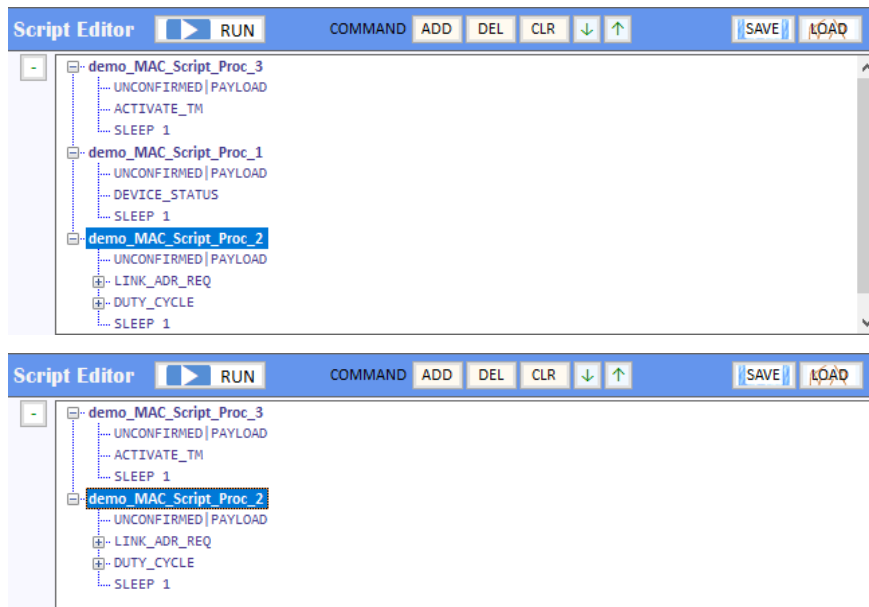 Script Editor RUN COMMAND ADD DEL CLR ↓ ↑ SAVE LOAD
- demo_MAC_Script_Proc_3
UNCONFIRMED|PAYLOAD
ACTIVATE_TM
SLEEP 1
demo_MAC_Script_Proc_1
UNCONFIRMED|PAYLOAD
DEVICE_STATUS
SLEEP 1
demo_MAC_Script_Proc_2
UNCONFIRMED|PAYLOAD
LINK_ADR_REQ
DUTY_CYCLE
SLEEP 1
Script Editor RUN COMMAND ADD DEL CLR ↓ ↑ SAVE LOAD
- demo_MAC_Script_Proc_3
UNCONFIRMED|PAYLOAD
ACTIVATE_TM
SLEEP 1
demo_MAC_Script_Proc_2
UNCONFIRMED|PAYLOAD
LINK_ADR_REQ
DUTY_CYCLE
SLEEP 1